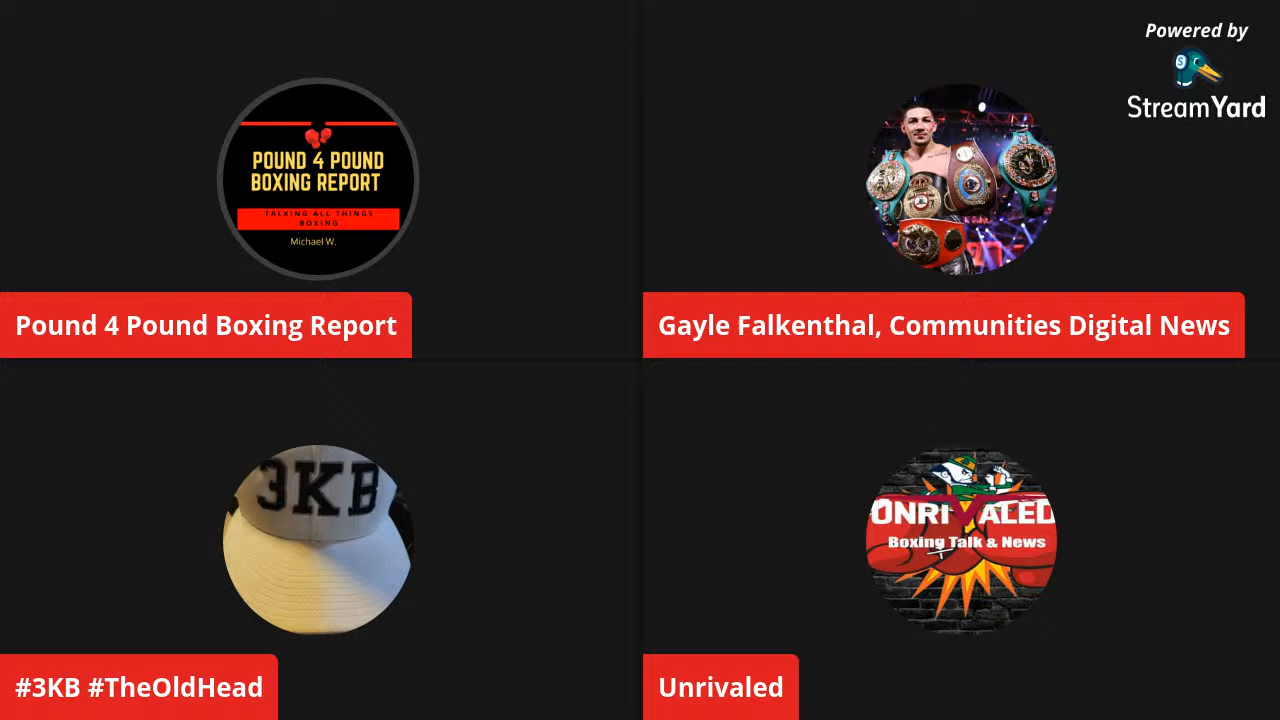 Powered by
StreamYard
POUND 4 POUND
BOXING REPORT
TALKING ALL THINGS
BOXING
Michael W.
Pound 4 Pound Boxing Report
Gayle Falkenthal, Communities Digital News
3KB
#3KB #TheOldHead
UNRIVALED
Boxing Talk & News
Unrivaled